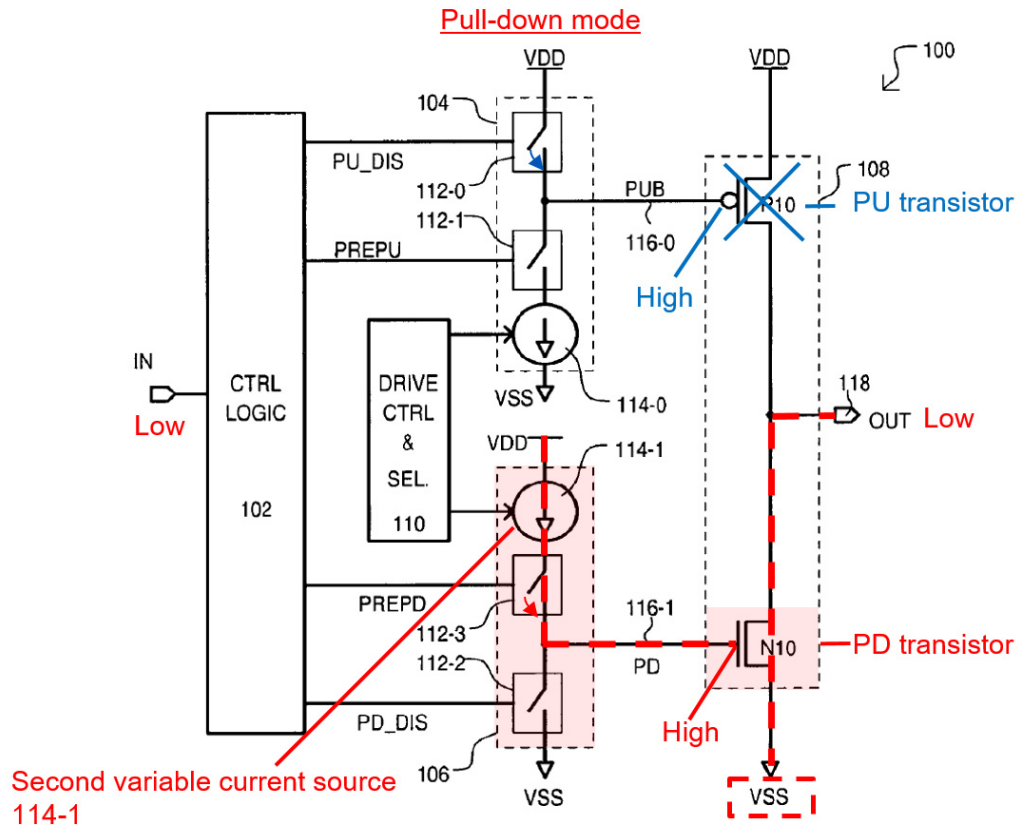 Pull-down mode
VDD
VDD
100
104
PU_DIS
112-0
108
P10
PU transistor
PUB
116-0
112-1
PREPU
High
IN
Low
CTRL
LOGIC
102
DRIVE
CTRL
&
SEL.
110
VSS
114-0
118
OUT
Low
VDD
114-1
PREPD
112-3
116-1
PD
N10
PD transistor
112-2
PD_DIS
High
106
VSS
VSS
Second variable current source
114-1